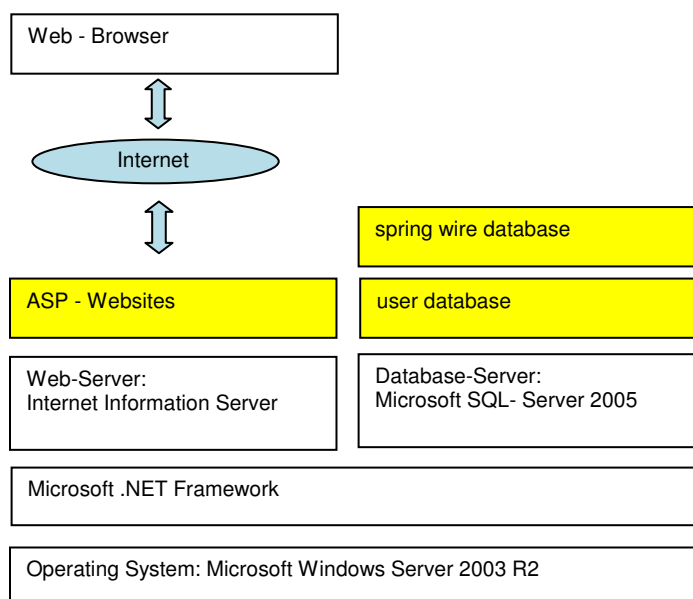 Web - Browser
Internet
spring wire database
ASP - Websites
user database
Web-Server:
Internet Information Server
Database-Server:
Microsoft SQL- Server 2005
Microsoft .NET Framework
Operating System: Microsoft Windows Server 2003 R2